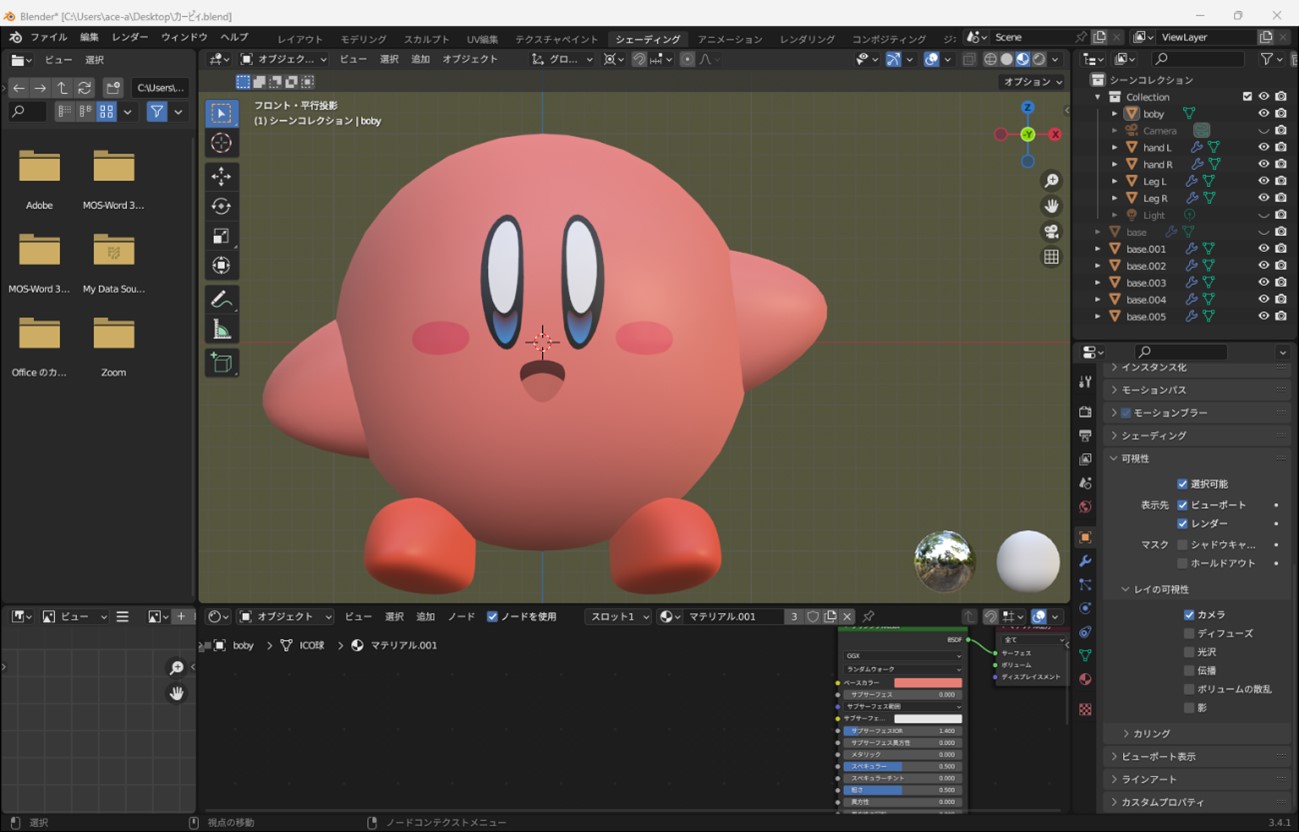 Blender* [C:\Users\ace-a\Desktop\カービィ.blend]
ファイル 編集 レンダー ウィンドウ ヘルプ レイアウト モデリング スカルプト UV編集 テクスチャペイント シェーディング アニメーション レンダリング コンポジティング ジ: Scene ViewLayer
ビュー 選択
C:\Users\...
Adobe MOS-Word 3...
MOS-Word 3... My Data Sou...
Office のカ... Zoom
オブジェク... ビュー 選択 追加 オブジェクト グロ...
オプション
フロント・平行投影
(1) シーンコレクション | boby
Z
-Y X
シーンコレクション
Collection
boby
Camera
hand L
hand R
Leg L
Leg R
Light
base
base.001
base.002
base.003
base.004
base.005
インスタンス化
モーションパス
モーションブラー
シェーディング
可視性
選択可能
表示先 ビューポート
レンダー
マスク シャドウキャ...
ホールドアウト
レイの可視性
カメラ
ディフューズ
光沢
伝播
ボリュームの散乱
影
カリング
ビューポート表示
ラインアート
カスタムプロパティ
ビュー
オブジェクト ビュー 選択 追加 ノード ノードを使用 スロット1 マテリアル.001 3
boby > ICO球 > マテリアル.001
BSDF
GGX
ランダムウォーク
ベースカラー
サブサーフェス 0.000
サブサーフェス範囲
サブサーフェ...
サブサーフェスIOR 1.400
サブサーフェス異方性 0.000
メタリック 0.000
スペキュラー 0.500
スペキュラーチント 0.000
粗さ 0.500
異方性 0.000
全て
サーフェス
ボリューム
ディスプレイスメント
選択 視点の移動 ノードコンテクストメニュー 3.4.1